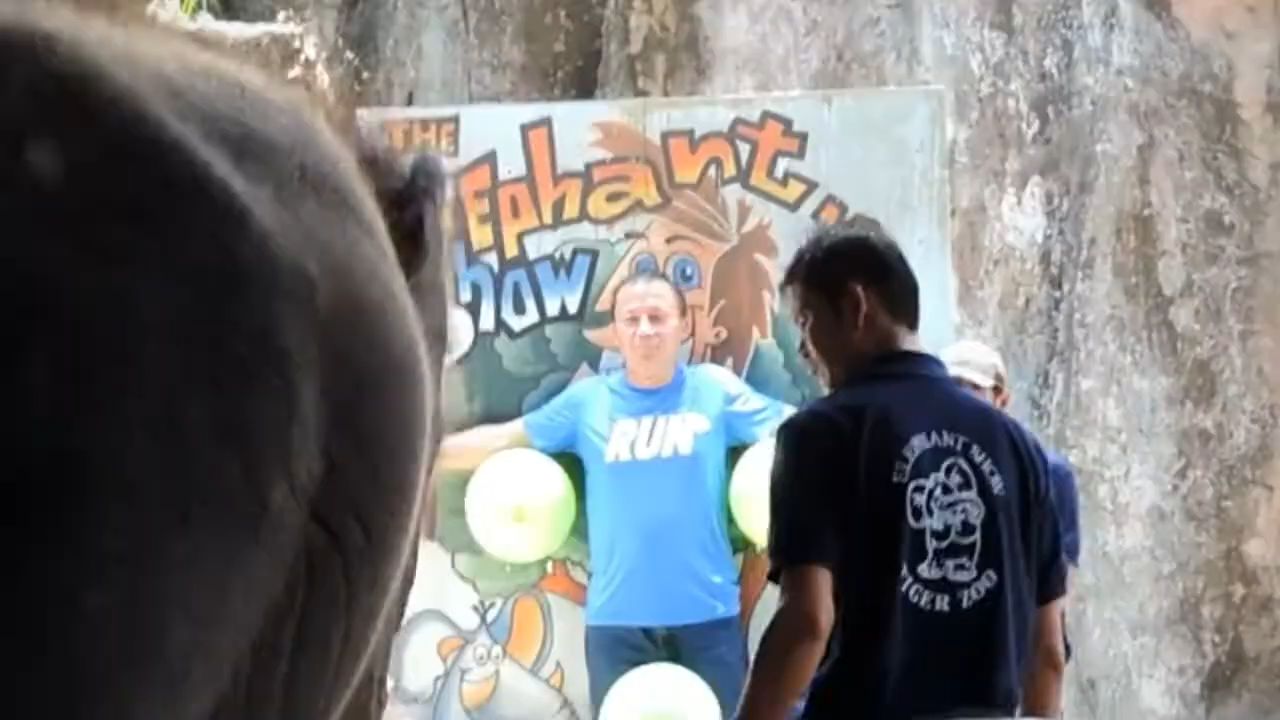 THE
Elephant
Show
RUN
ELEPHANT SHOW
TIGER ZOO